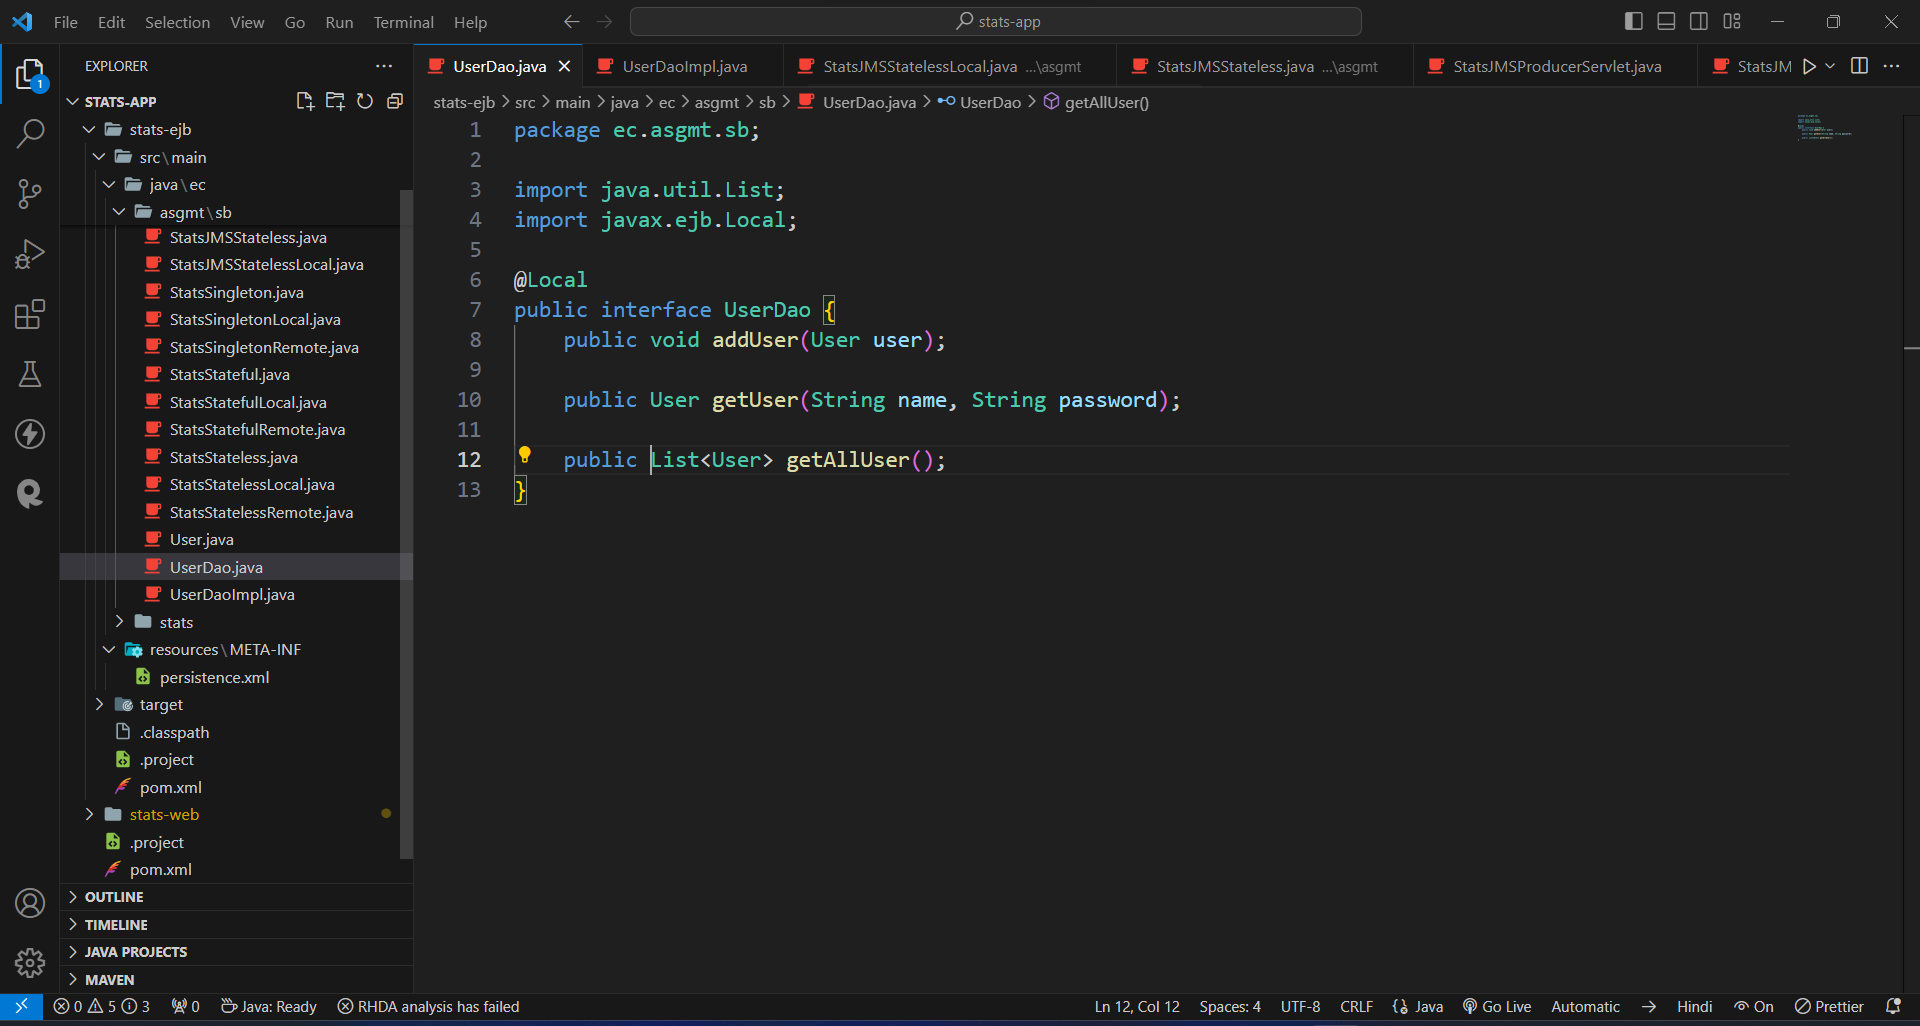 File Edit Selection View Go Run Terminal Help
stats-app
EXPLORER
STATS-APP
stats-ejb
src\main
java\ec
asgmt\sb
StatsJMSStateless.java
StatsJMSStatelessLocal.java
StatsSingleton.java
StatsSingletonLocal.java
StatsSingletonRemote.java
StatsStateful.java
StatsStatefulLocal.java
StatsStatefulRemote.java
StatsStateless.java
StatsStatelessLocal.java
StatsStatelessRemote.java
User.java
UserDao.java
UserDaoImpl.java
stats
resources\META-INF
persistence.xml
target
.classpath
.project
pom.xml
stats-web
.project
pom.xml
OUTLINE
TIMELINE
JAVA PROJECTS
MAVEN
1
UserDao.java UserDaoImpl.java StatsJMSStatelessLocal.java ...\asgmt StatsJMSStateless.java ...\asgmt StatsJMSProducerServlet.java StatsJM
stats-ejb > src > main > java > ec > asgmt > sb > UserDao.java > UserDao > getAllUser()
1 package ec.asgmt.sb;
2
3 import java.util.List;
4 import javax.ejb.Local;
5
6 @Local
7 public interface UserDao {
8 public void addUser(User user);
9
10 public User getUser(String name, String password);
11
12 public List<User> getAllUser();
13 }
0 5 3 0 Java: Ready RHDA analysis has failed Ln 12, Col 12 Spaces: 4 UTF-8 CRLF {} Java Go Live Automatic Hindi On Prettier